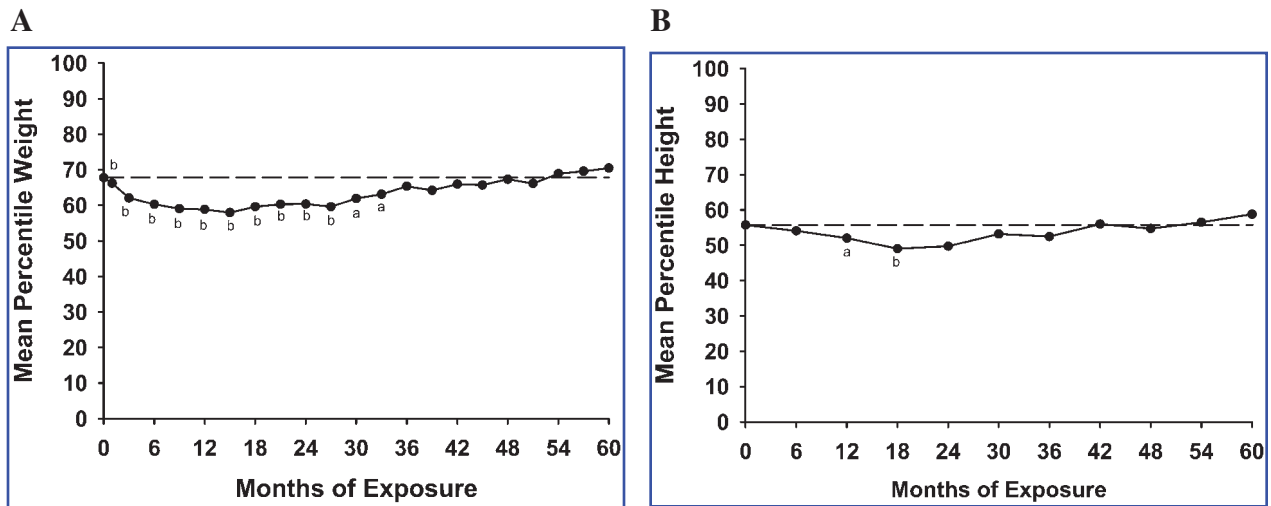 A
Mean Percentile Weight
100
90
80
70
60
50
40
30
20
10
0
b
b b b b b b b b b a a
0 6 12 18 24 30 36 42 48 54 60
Months of Exposure
B
Mean Percentile Height
100
90
80
70
60
50
40
30
20
10
0
a b
0 6 12 18 24 30 36 42 48 54 60
Months of Exposure